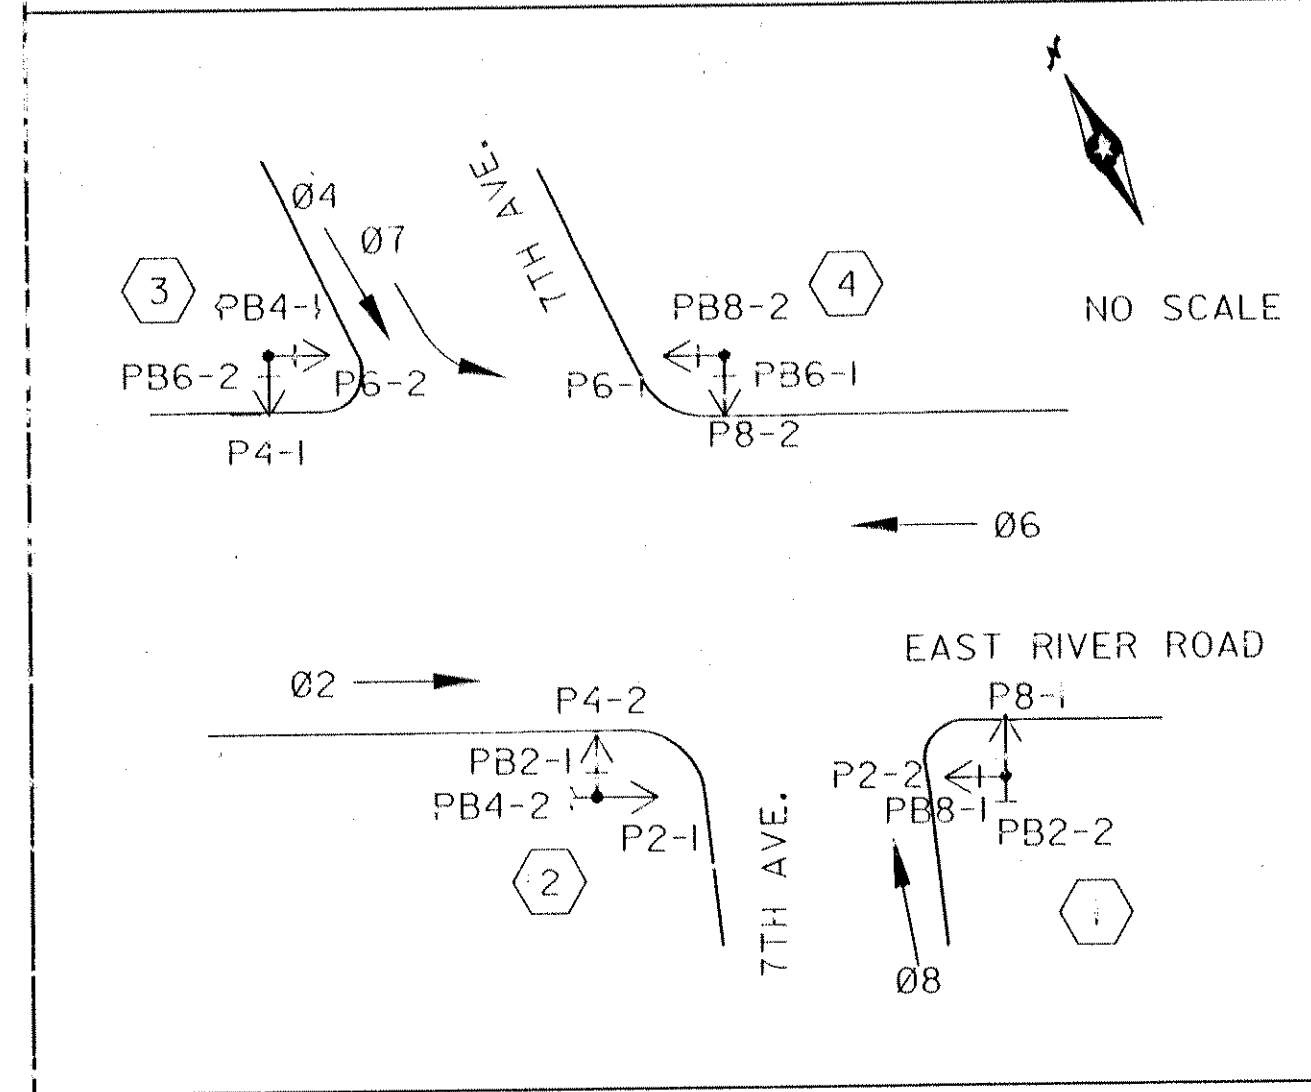 N
Ø4
7TH AVE.
Ø7
3
PB4-1
PB8-2
4
NO SCALE
PB6-2
P6-2
P6-1
PB6-1
P4-1
P8-2
Ø6
EAST RIVER ROAD
Ø2
P4-2
P8-1
PB2-1
P2-2
PB4-2
PB8-1
P2-1
7TH AVE.
PB2-2
2
1
Ø8